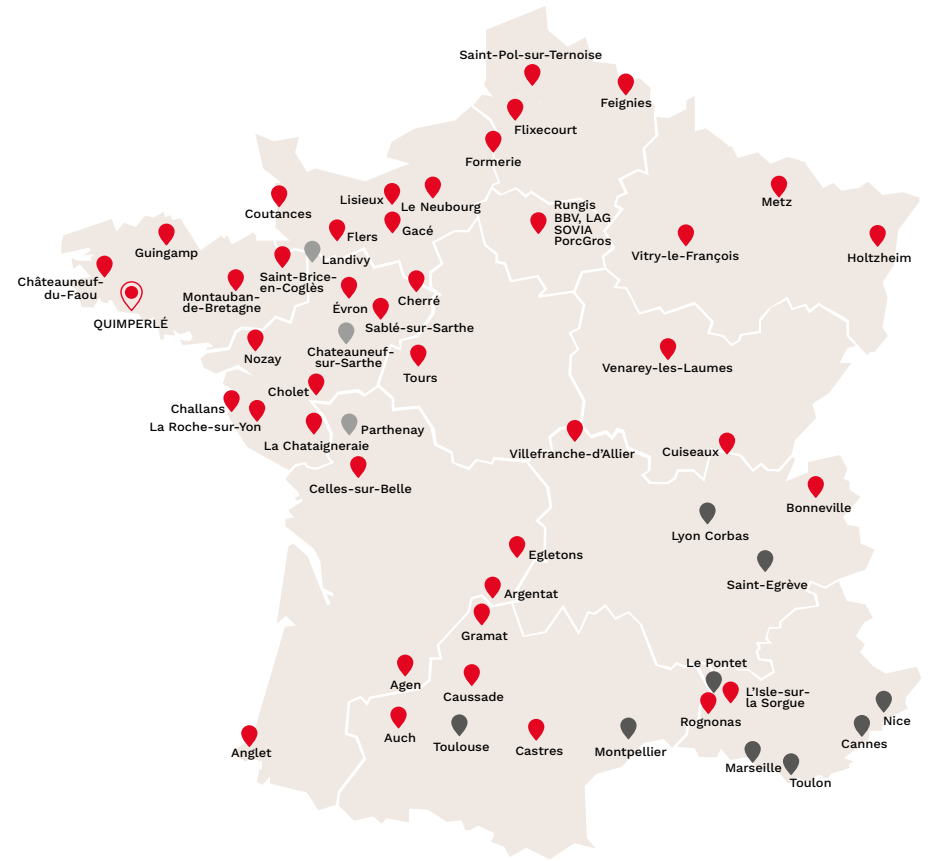 Saint-Pol-sur-Ternoise
Feignies
Flixecourt
Formerie
Metz
Lisieux
Le Neubourg
Rungis
BBV, LAG
SOVIA
PorcGros
Coutances
Gacé
Flers
Guingamp
Vitry-le-François
Holtzheim
Landivy
Châteauneuf-
du-Faou
Saint-Brice-
en-Coglès
Montauban-
de-Bretagne
Cherré
Évron
QUIMPERLÉ
Sablé-sur-Sarthe
Nozay
Chateauneuf-
sur-Sarthe
Venarey-les-Laumes
Tours
Cholet
Challans
La Roche-sur-Yon
Parthenay
La Chataigneraie
Villefranche-d’Allier
Cuiseaux
Celles-sur-Belle
Bonneville
Lyon Corbas
Egletons
Saint-Egrève
Argentat
Gramat
Le Pontet
Agen
Caussade
L’Isle-sur-
la Sorgue
Rognonas
Nice
Auch
Toulouse
Castres
Montpellier
Cannes
Anglet
Marseille
Toulon